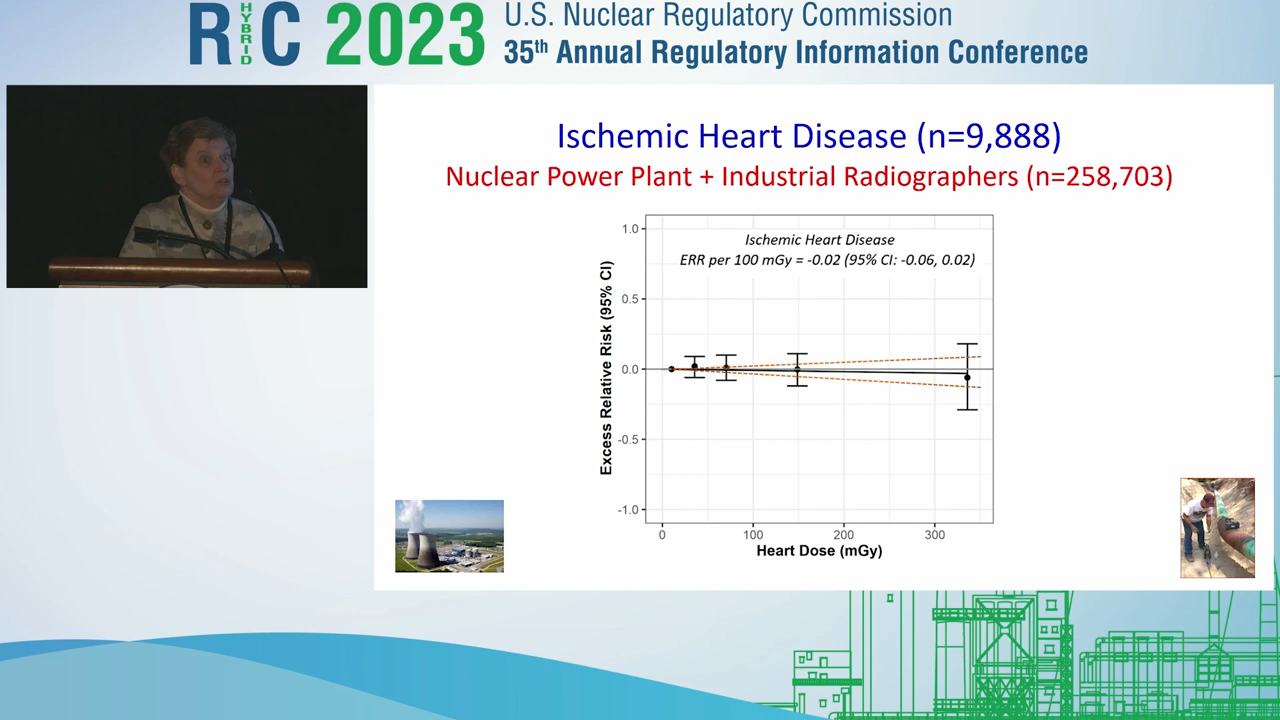 RIC 2023
HYBRID
U.S. Nuclear Regulatory Commission
35th Annual Regulatory Information Conference
Ischemic Heart Disease (n=9,888)
Nuclear Power Plant + Industrial Radiographers (n=258,703)
Ischemic Heart Disease
ERR per 100 mGy = -0.02 (95% CI: -0.06, 0.02)
Excess Relative Risk (95% CI)
1.0
0.5
0.0
-0.5
-1.0
0 100 200 300
Heart Dose (mGy)